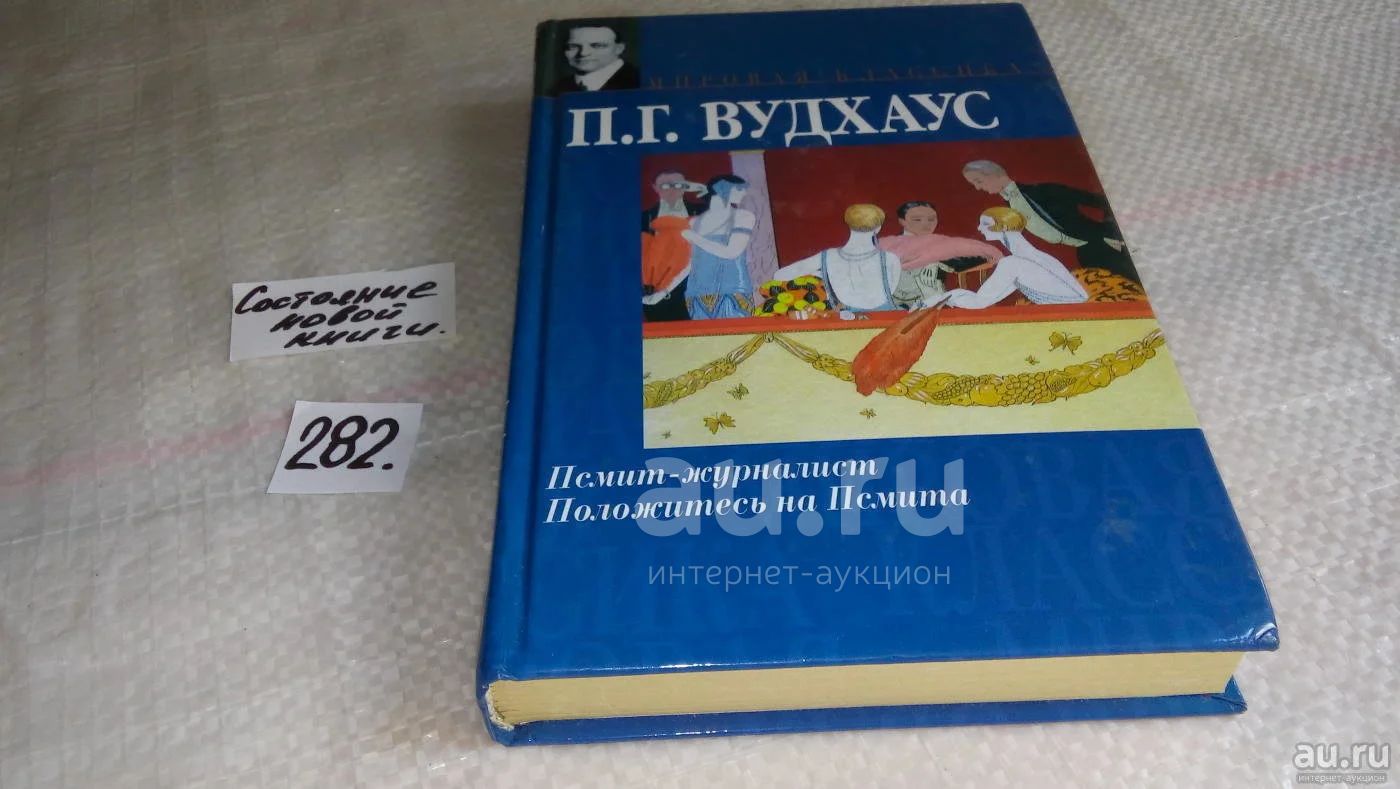 МИРОВАЯ КЛАССИКА
П.Г. ВУДХАУС
Состояние
новой
книги.
282.
Псмит-журналист
Положитесь на Псмита
au.ru
интернет-аукцион
au.ru
интернет-аукцион